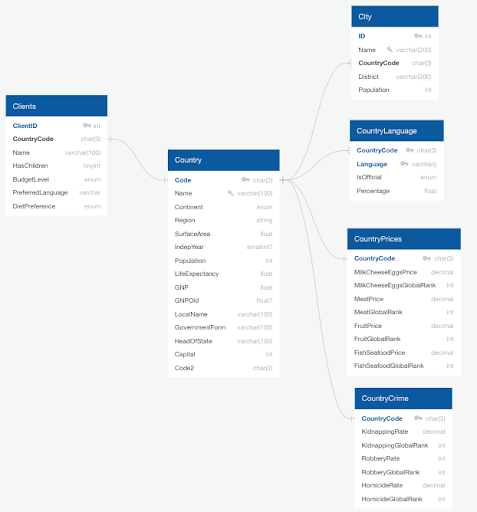 City
ID int
Name varchar(200)
CountryCode char(3)
District varchar(200)
Population int
Clients
ClientID int
CountryCode char(3)
Name varchar(100)
HasChildren tinyint
BudgetLevel enum
PreferredLanguage varchar
DietPreference enum
Country
Code char(3)
Name varchar(100)
Continent enum
Region string
SurfaceArea float
IndepYear smallint?
Population int
LifeExpectancy float
GNP float
GNPOld float?
LocalName varchar(100)
GovernmentForm varchar(100)
HeadOfState varchar(100)
Capital int
Code2 char(2)
CountryLanguage
CountryCode char(3)
Language varchar()
IsOfficial enum
Percentage float
CountryPrices
CountryCode char(3)
MilkCheeseEggsPrice decimal
MilkCheeseEggsGlobalRank int
MeatPrice decimal
MeatGlobalRank int
FruitPrice decimal
FruitGlobalRank int
FishSeafoodPrice decimal
FishSeafoodGlobalRank int
CountryCrime
CountryCode char(3)
KidnappingRate decimal
KidnappingGlobalRank int
RobberyRate int
RobberyGlobalRank int
HomicideRate decimal
HomicideGlobalRank int